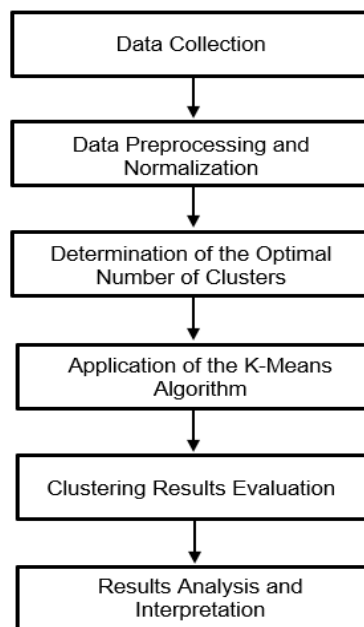 Data Collection
Data Preprocessing and
Normalization
Determination of the Optimal
Number of Clusters
Application of the K-Means
Algorithm
Clustering Results Evaluation
Results Analysis and
Interpretation